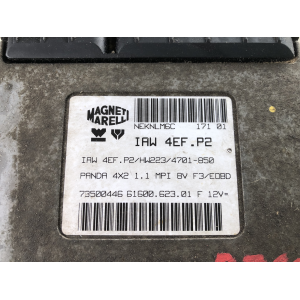 MAGNETI
MARELLI
NEKNLM6C 171 01
IAW 4EF.P2
IAW 4EF.P2/HW223/4701-850
PANDA 4X2 1.1 MPI 8V F3/EOBD
73500446 61600.623.01 F 12V=